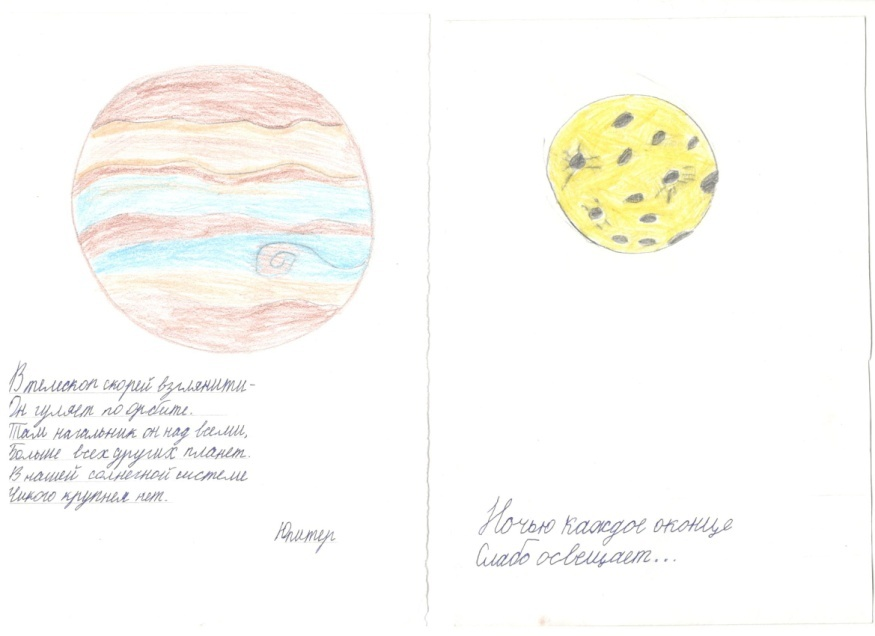 В телескоп скорей взгляните-
Он гуляет по орбите.
Там начальник он над всеми,
Больше всех других планет.
В нашей солнечной системе
Никого крупнем нет.
Юпитер
Ночью каждое оконце
Слабо освещает...